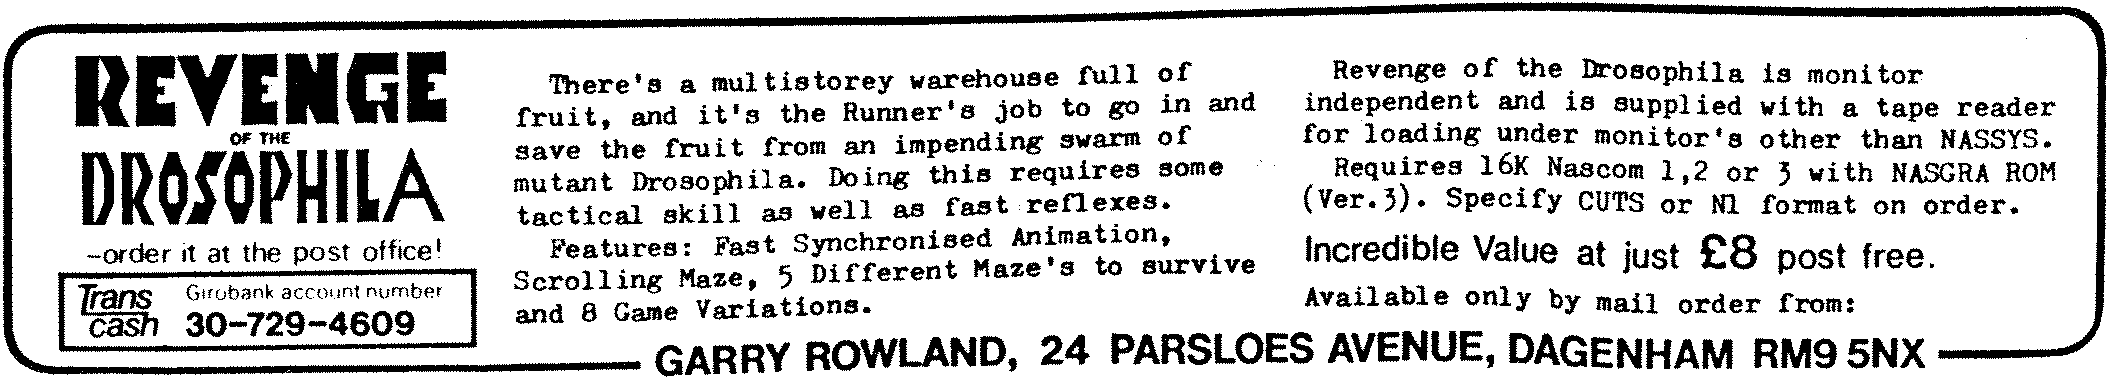 REVENGE
OF THE
DROSOPHILA
-order it at the post office!
Trans
cash
Girobank account number
30-729-4609
There's a multistorey warehouse full of
fruit, and it's the Runner's job to go in and
save the fruit from an impending swarm of
mutant Drosophila. Doing this requires some
tactical skill as well as fast reflexes.
Features: Fast Synchronised Animation,
Scrolling Maze, 5 Different Maze's to survive
and 8 Game Variations.
Revenge of the Drosophila is monitor
independent and is supplied with a tape reader
for loading under monitor's other than NASSYS.
Requires 16K Nascom 1,2 or 3 with NASGRA ROM
(Ver.3). Specify CUTS or N1 format on order.
Incredible Value at just £8 post free.
Available only by mail order from:
GARRY ROWLAND, 24 PARSLOES AVENUE, DAGENHAM RM9 5NX